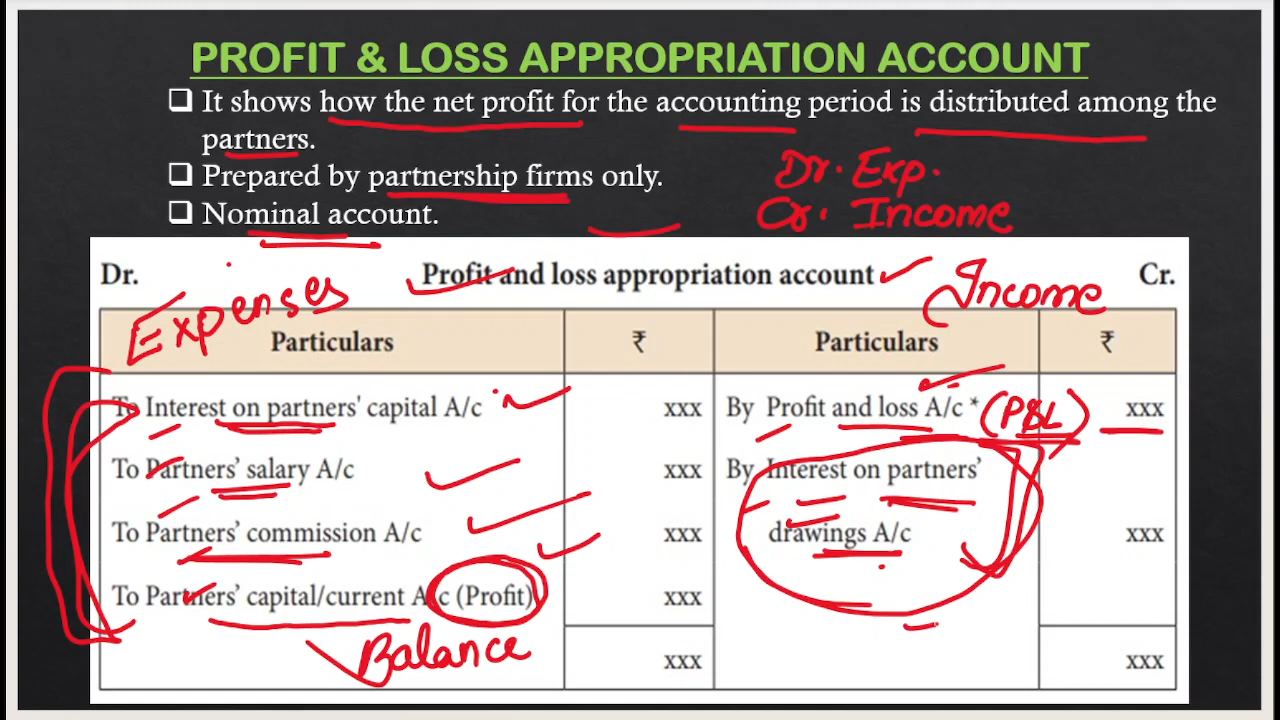 PROFIT & LOSS APPROPRIATION ACCOUNT
It shows how the net profit for the accounting period is distributed among the
partners.
Prepared by partnership firms only.
Dr. Exp.
Nominal account.
Cr. Income
Dr. Profit and loss appropriation account Cr.
Expenses
Income
Particulars ₹ Particulars ₹
To Interest on partners' capital A/c xxx By Profit and loss A/c * (P&L) xxx
To Partners' salary A/c xxx By Interest on partners'
To Partners' commission A/c xxx drawings A/c xxx
To Partners' capital/current A/c (Profit) xxx
Balance
xxx xxx